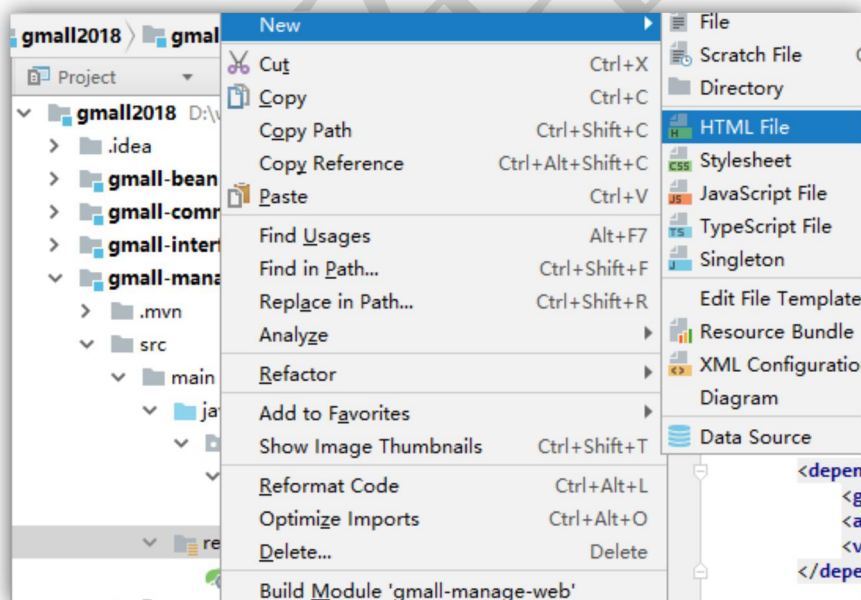 gmall2018 gmal
Project
gmall2018 D:\
.idea
gmall-bean
gmall-comm
gmall-interf
gmall-mana
.mvn
src
main
ja
re
New
Cut Ctrl+X
Copy Ctrl+C
Copy Path Ctrl+Shift+C
Copy Reference Ctrl+Alt+Shift+C
Paste Ctrl+V
Find Usages Alt+F7
Find in Path... Ctrl+Shift+F
Replace in Path... Ctrl+Shift+R
Analyze
Refactor
Add to Favorites
Show Image Thumbnails Ctrl+Shift+T
Reformat Code Ctrl+Alt+L
Optimize Imports Ctrl+Alt+O
Delete... Delete
Build Module 'gmall-manage-web'
File
Scratch File
Directory
HTML File
Stylesheet
JavaScript File
TypeScript File
Singleton
Edit File Template
Resource Bundle
XML Configuratio
Diagram
Data Source
<depen
<g
<a
<v
</depe